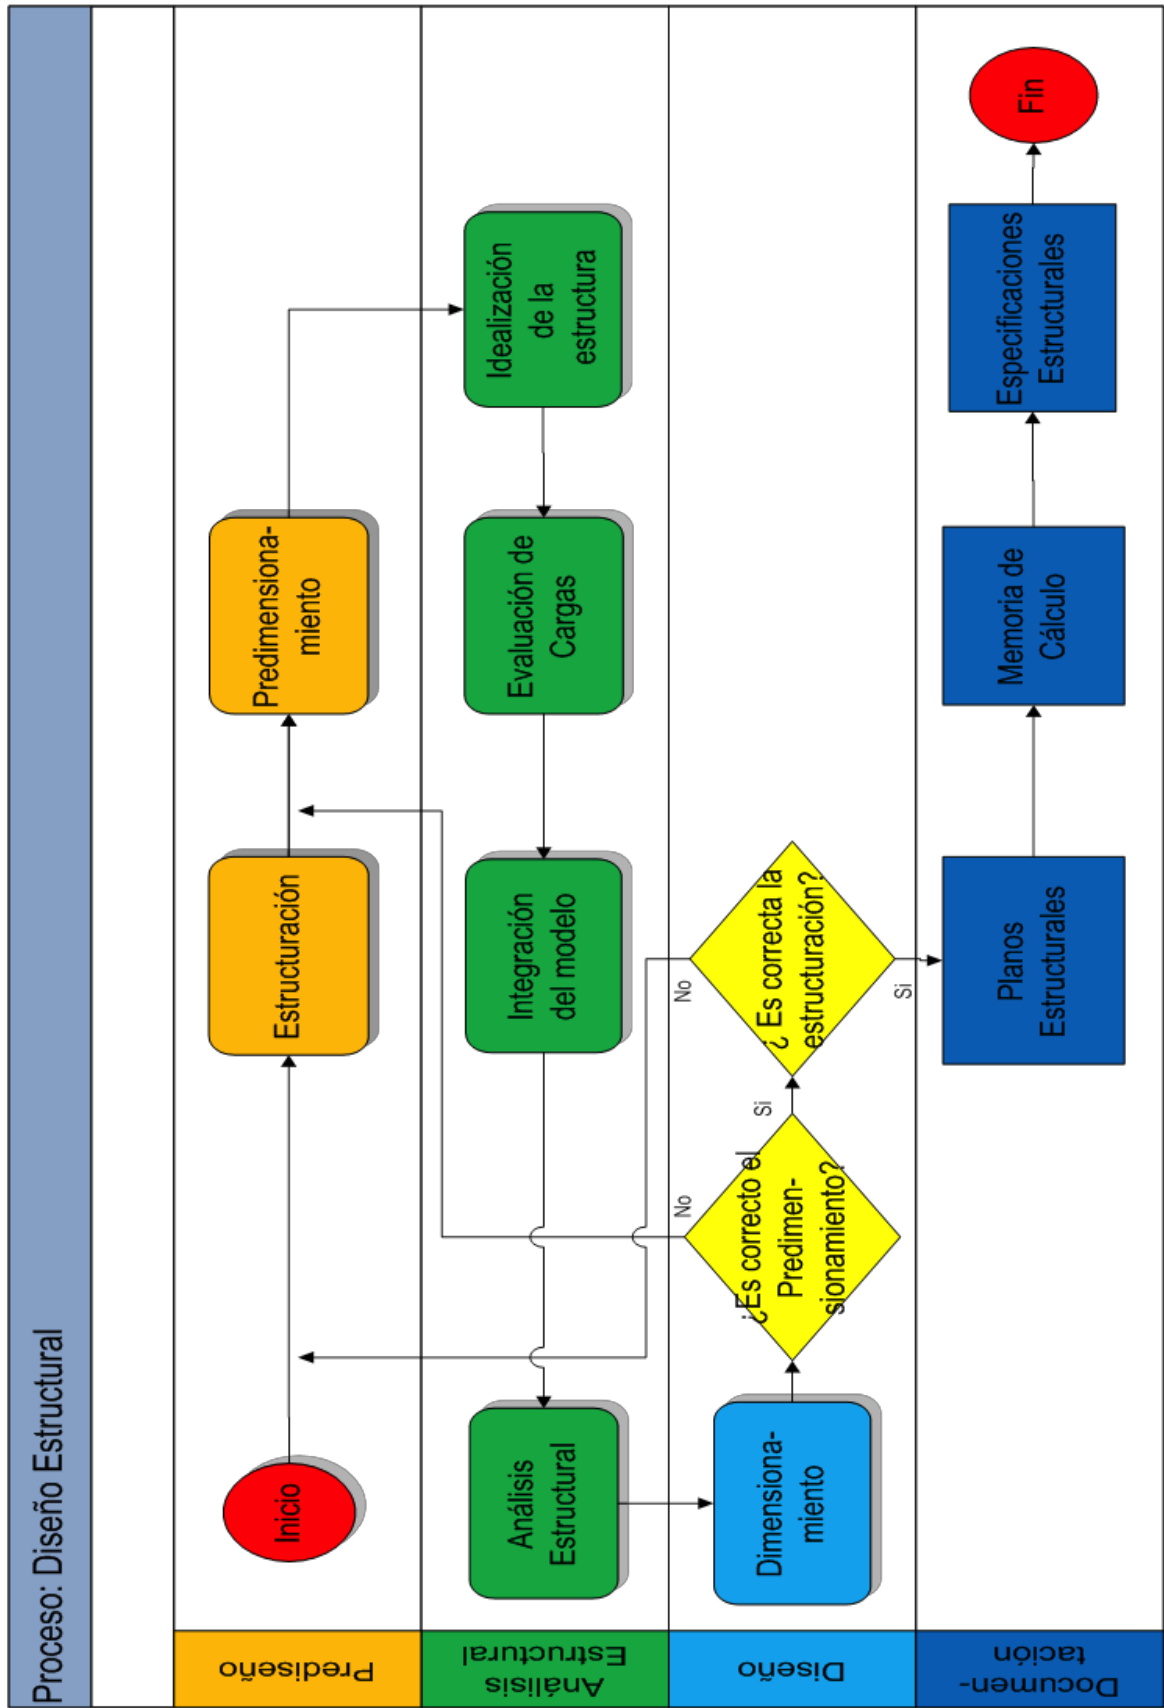 Proceso: Diseño Estructural
Prediseño
Inicio
Estructuración
Predimensiona-
miento
Análisis
Estructural
Análisis
Estructural
Integración
del modelo
Evaluación de
Cargas
Idealización
de la
estructura
Diseño
Dimensiona-
miento
¿Es correcto el
Predimen-
sionamiento?
No
Si
¿ Es correcta la
estructuración?
No
Si
Documen-
tación
Planos
Estructurales
Memoria de
Cálculo
Especificaciones
Estructurales
Fin